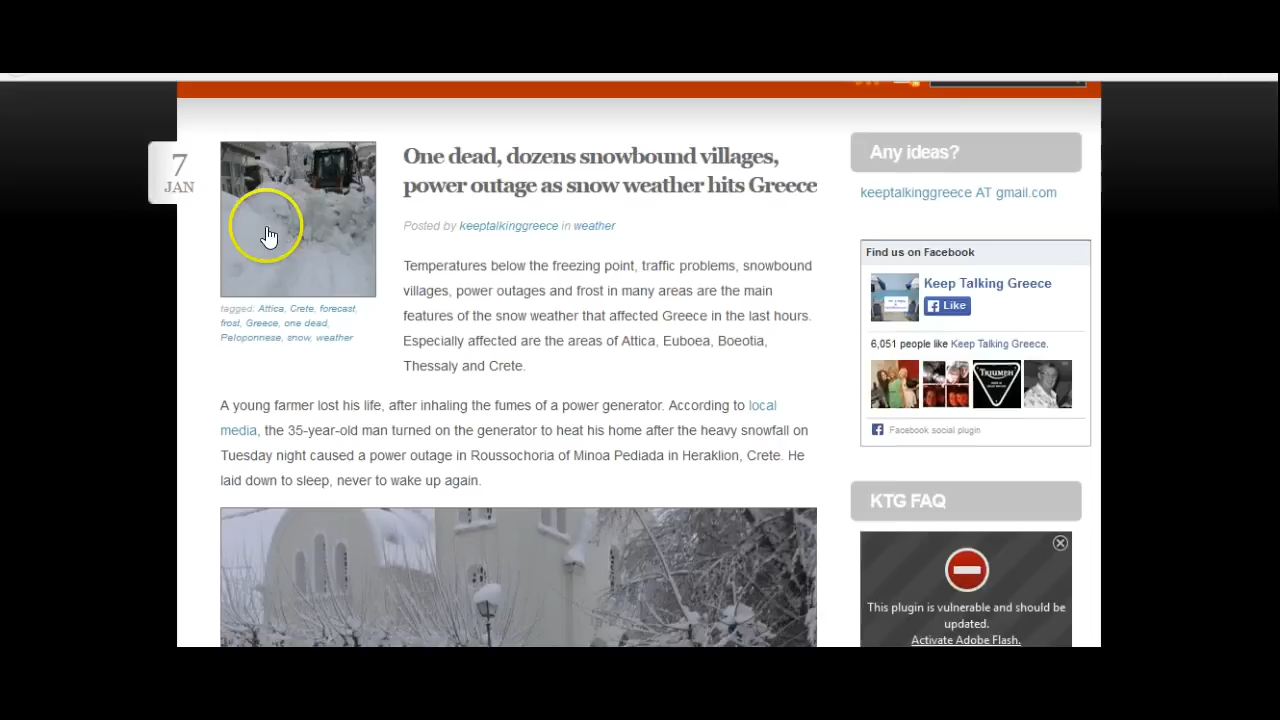 7
JAN
One dead, dozens snowbound villages,
power outage as snow weather hits Greece
Posted by keeptalkinggreece in weather
Temperatures below the freezing point, traffic problems, snowbound
villages, power outages and frost in many areas are the main
features of the snow weather that affected Greece in the last hours.
Especially affected are the areas of Attica, Euboea, Boeotia,
Thessaly and Crete.
tagged: Attica, Crete, forecast,
frost, Greece, one dead,
Peloponnese, snow, weather
A young farmer lost his life, after inhaling the fumes of a power generator. According to local
media, the 35-year-old man turned on the generator to heat his home after the heavy snowfall on
Tuesday night caused a power outage in Roussochoria of Minoa Pediada in Heraklion, Crete. He
laid down to sleep, never to wake up again.
Any ideas?
keeptalkinggreece AT gmail.com
Find us on Facebook
Keep Talking Greece
Like
6,051 people like Keep Talking Greece.
TRIUMPH
Facebook social plugin
KTG FAQ
This plugin is vulnerable and should be
updated.
Activate Adobe Flash.